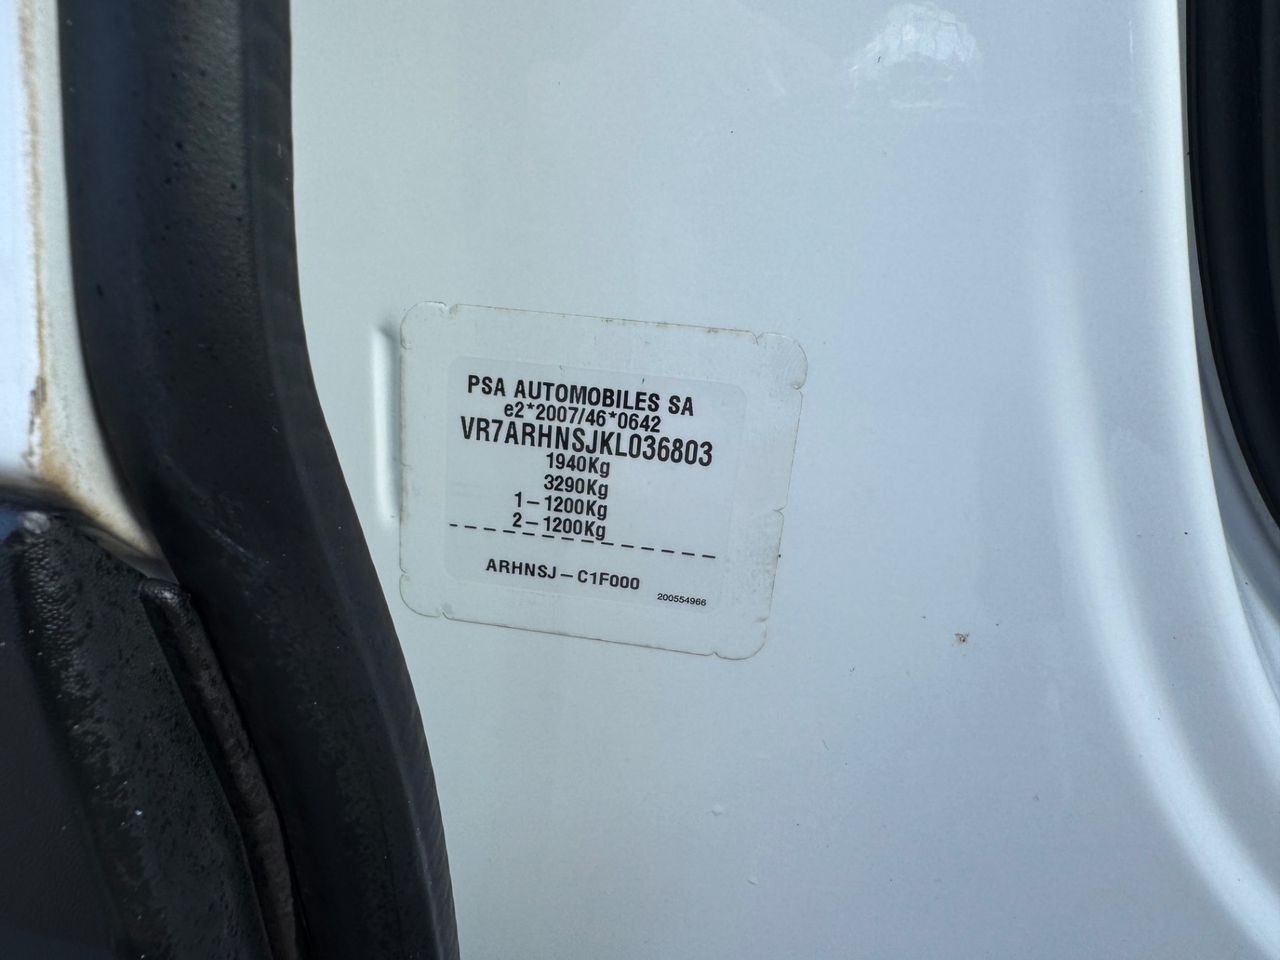 PSA AUTOMOBILES SA
e2*2007/46*0642
VR7ARHNSJKL036803
1940Kg
3290Kg
1–1200Kg
2–1200Kg
ARHNSJ–C1F000
200554966